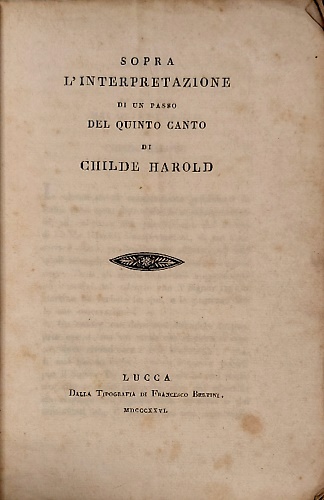 SOPRA
L'INTERPRETAZIONE
DI UN PASSO
DEL QUINTO CANTO
DI
CHILDE HAROLD
LUCCA
DALLA TIPOGRAFIA DI FRANCESCO BERTINI.
MDCCCXXVI.